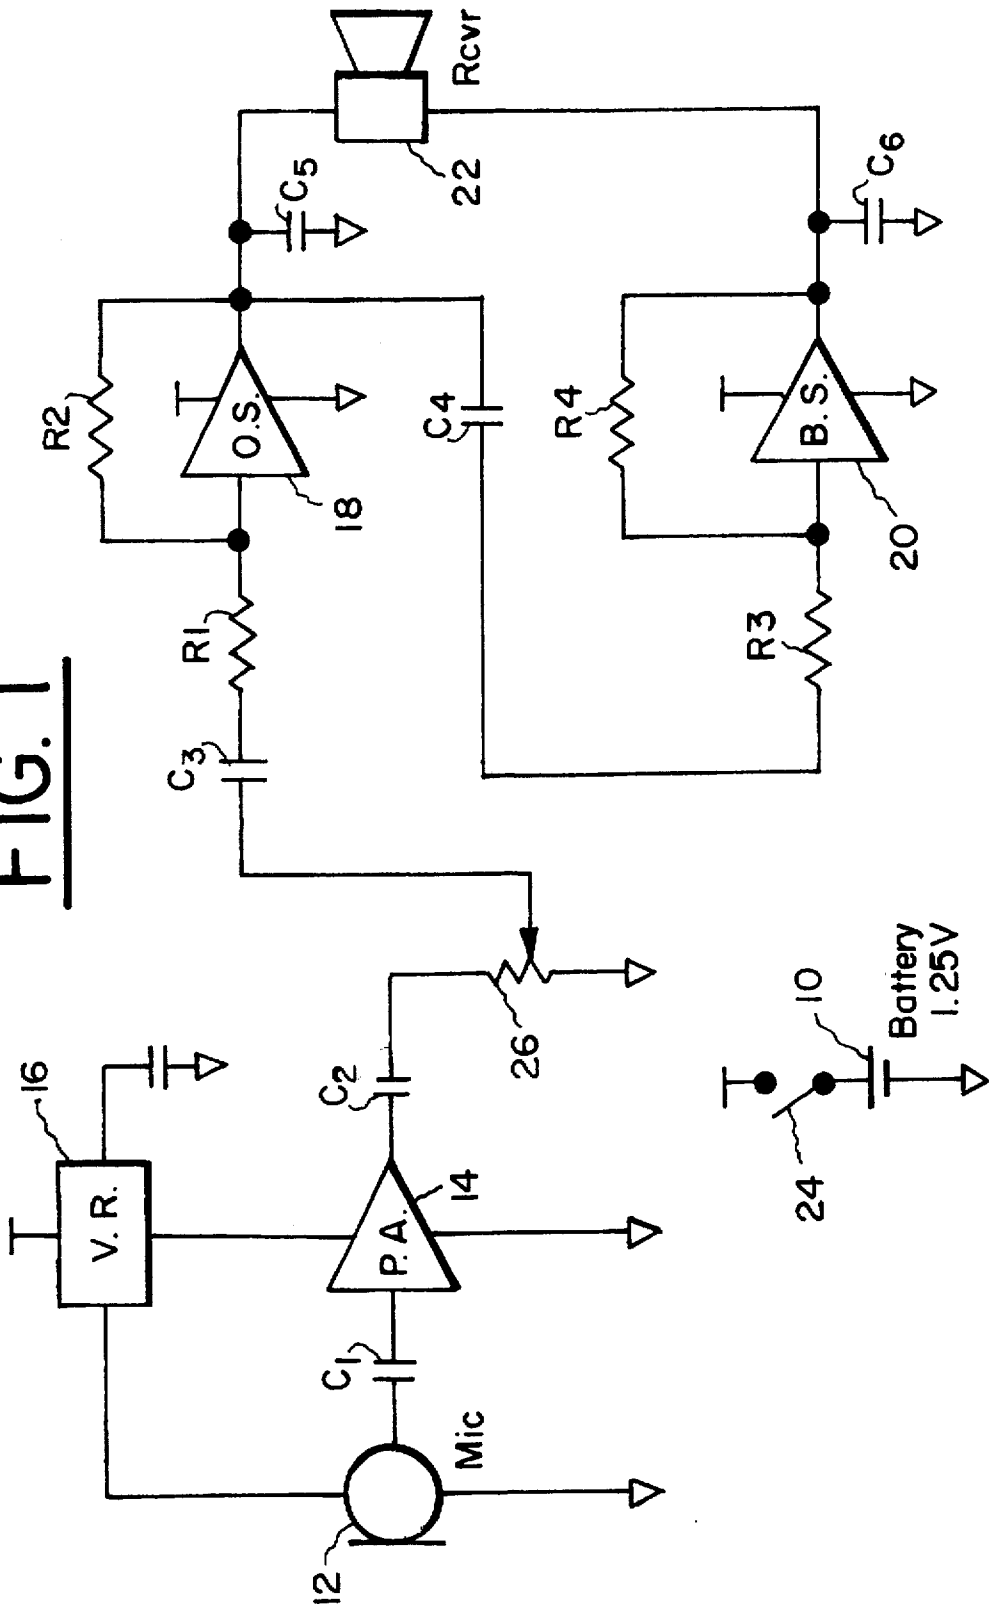 FIG. 1
16
V. R.
12
Mic
C1
P.A.
14
C2
26
C3
R1
R2
O.S.
18
C5
22
Rcvr
C4
R3
R4
B.S.
20
C6
24
10
Battery
1.25V